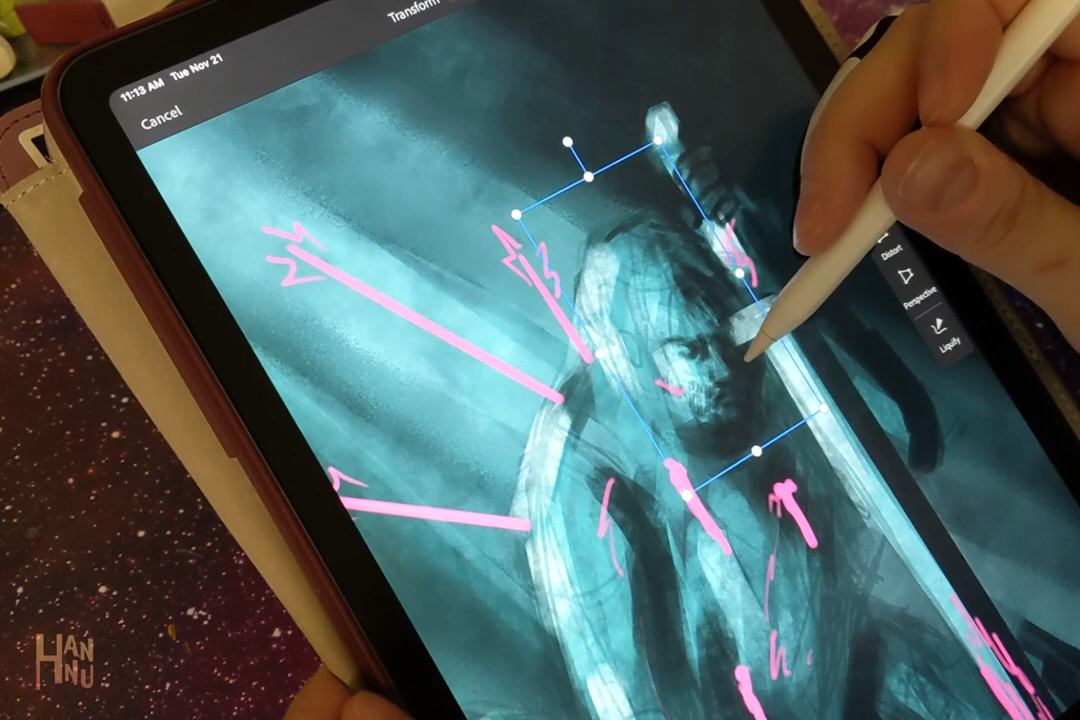 Transform
11:13 AM Tue Nov 21
Cancel
Distort
Perspective
Liquify
HAN
NU